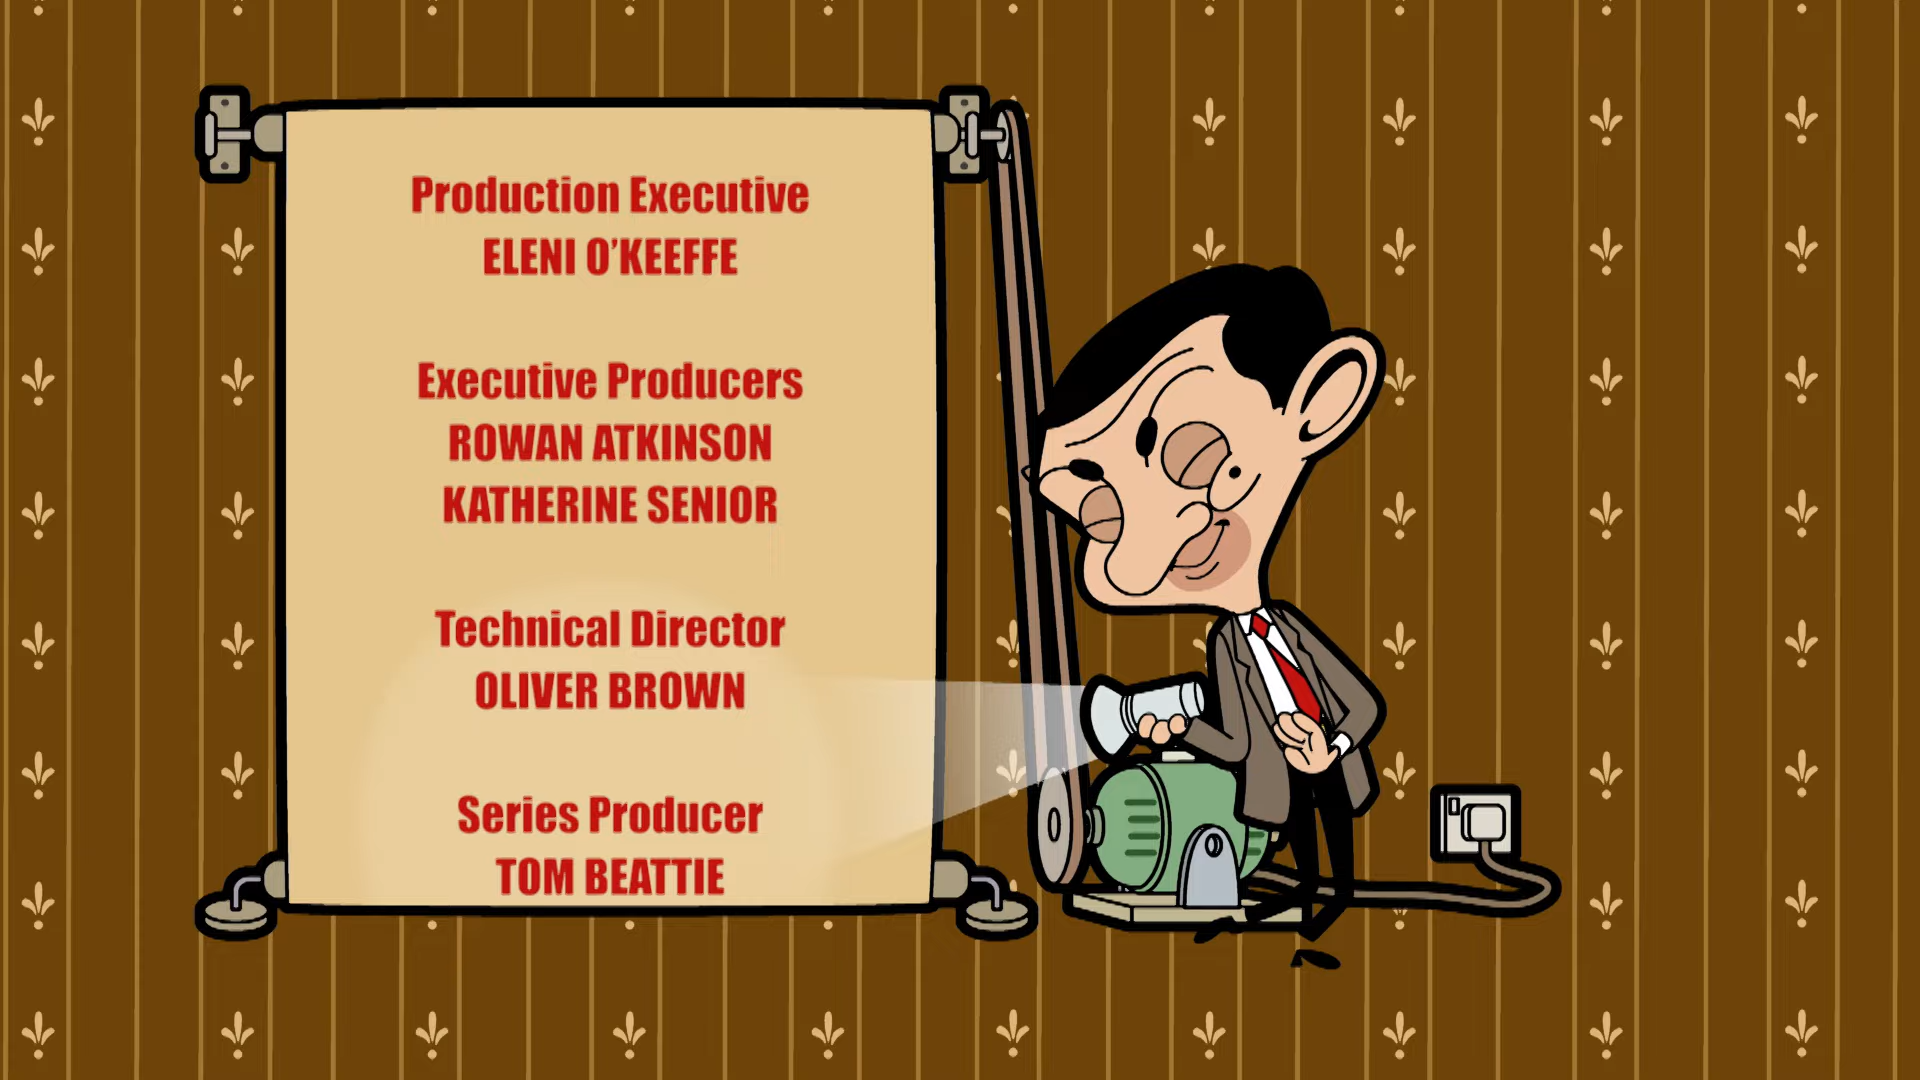 Production Executive
ELENI O’KEEFFE
Executive Producers
ROWAN ATKINSON
KATHERINE SENIOR
Technical Director
OLIVER BROWN
Series Producer
TOM BEATTIE